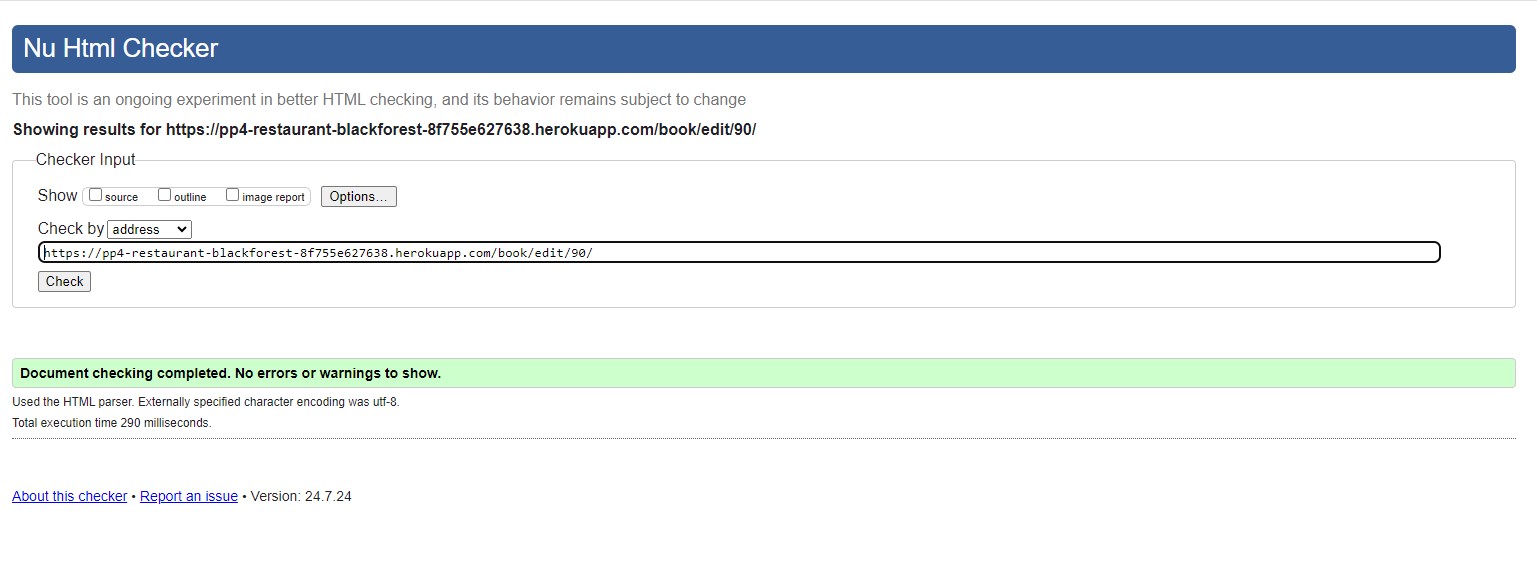 Nu Html Checker
This tool is an ongoing experiment in better HTML checking, and its behavior remains subject to change
Showing results for https://pp4-restaurant-blackforest-8f755e627638.herokuapp.com/book/edit/90/
Checker Input
Show source outline image report Options...
Check by address
https://pp4-restaurant-blackforest-8f755e627638.herokuapp.com/book/edit/90/
Check
Document checking completed. No errors or warnings to show.
Used the HTML parser. Externally specified character encoding was utf-8.
Total execution time 290 milliseconds.
About this checker • Report an issue • Version: 24.7.24